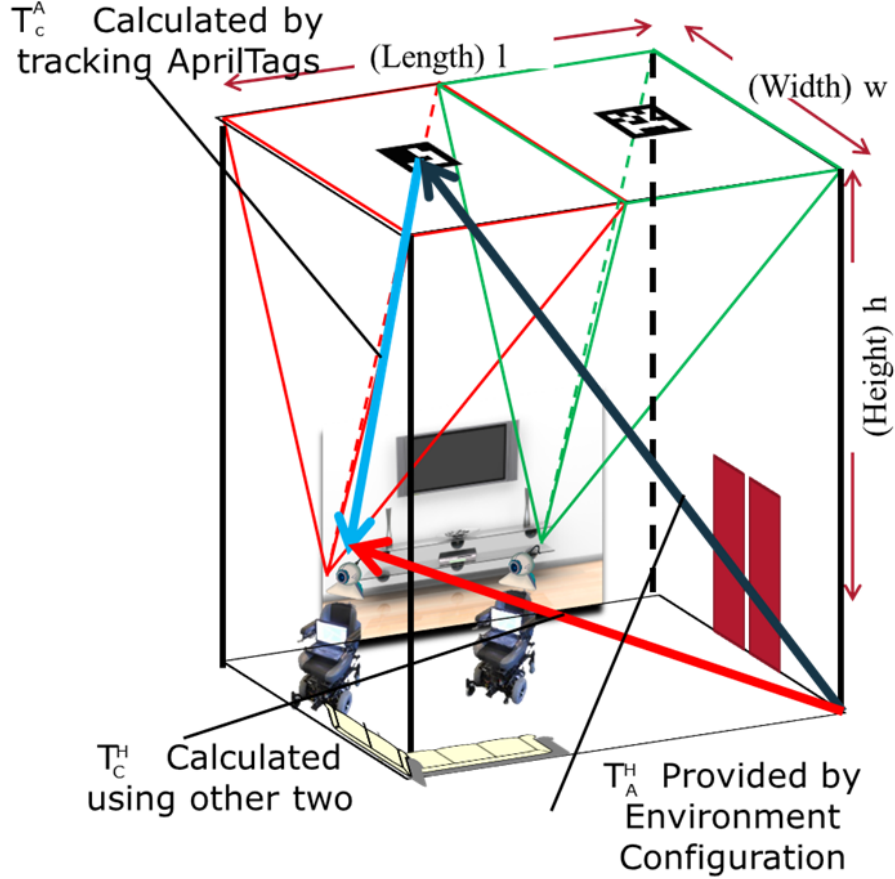 T_c^A Calculated by
tracking AprilTags
(Length) l
(Width) w
(Height) h
T_C^H Calculated
using other two
T_A^H Provided by
Environment
Configuration